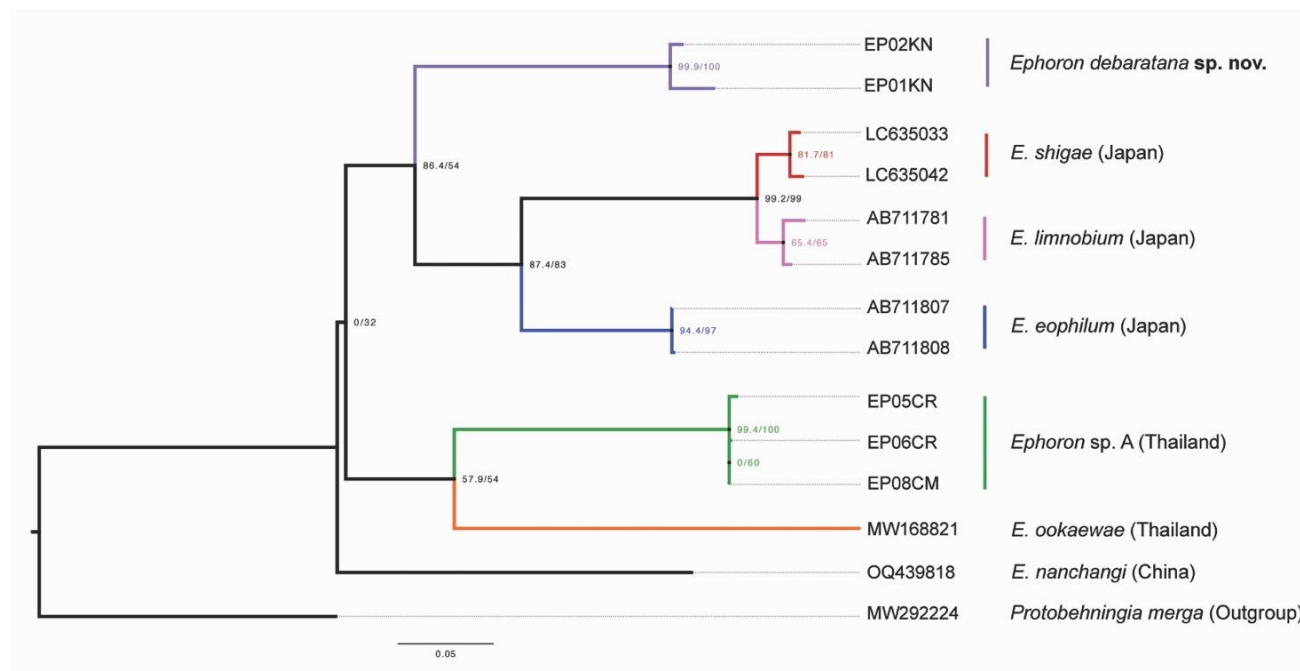 EP02KN
99.9/100
Ephoron debaratana sp. nov.
EP01KN
LC635033
81.7/81
E. shigae (Japan)
86.4/54
LC635042
99.2/99
AB711781
65.4/65
E. limnobium (Japan)
87.4/83
AB711785
AB711807
0/32
94.4/97
E. eophilum (Japan)
AB711808
EP05CR
99.4/100
EP06CR
Ephoron sp. A (Thailand)
0/60
57.9/54
EP08CM
MW168821
E. ookaewae (Thailand)
OQ439818
E. nanchangi (China)
MW292224
Protobehningia merga (Outgroup)
0.05